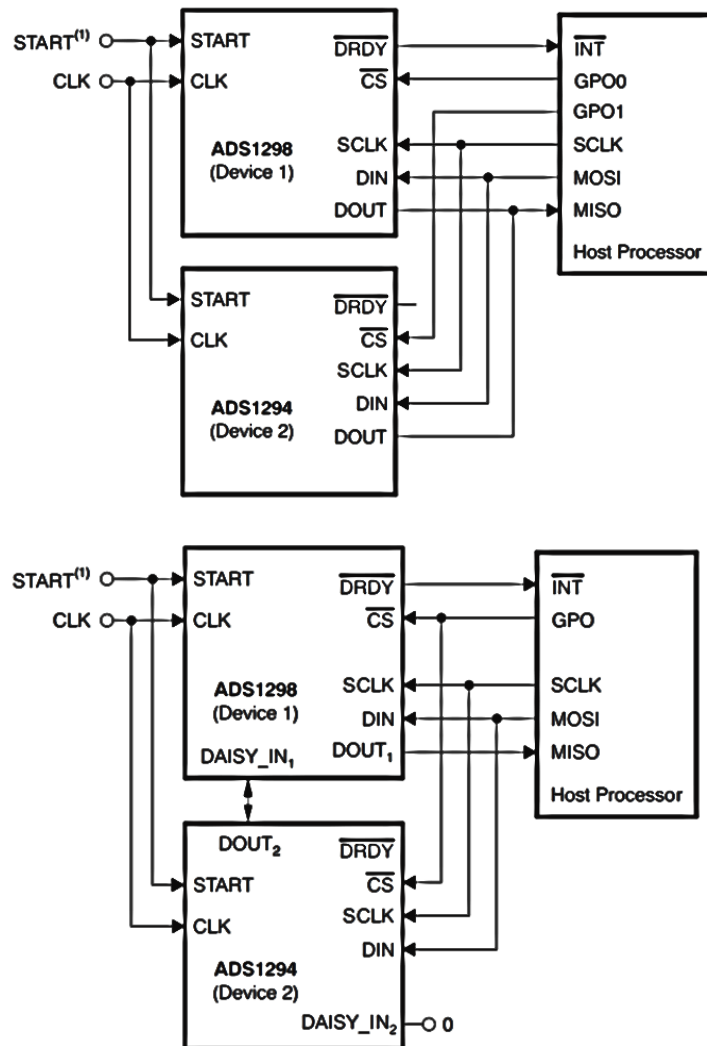 START(1)
CLK
START
CLK
ADS1298
(Device 1)
DRDY
CS
SCLK
DIN
DOUT
INT
GPO0
GPO1
SCLK
MOSI
MISO
Host Processor
START
CLK
ADS1294
(Device 2)
DRDY
CS
SCLK
DIN
DOUT
START(1)
CLK
START
CLK
ADS1298
(Device 1)
DAISY_IN1
DRDY
CS
SCLK
DIN
DOUT1
INT
GPO
SCLK
MOSI
MISO
Host Processor
DOUT2
START
CLK
ADS1294
(Device 2)
DRDY
CS
SCLK
DIN
DAISY_IN2
0